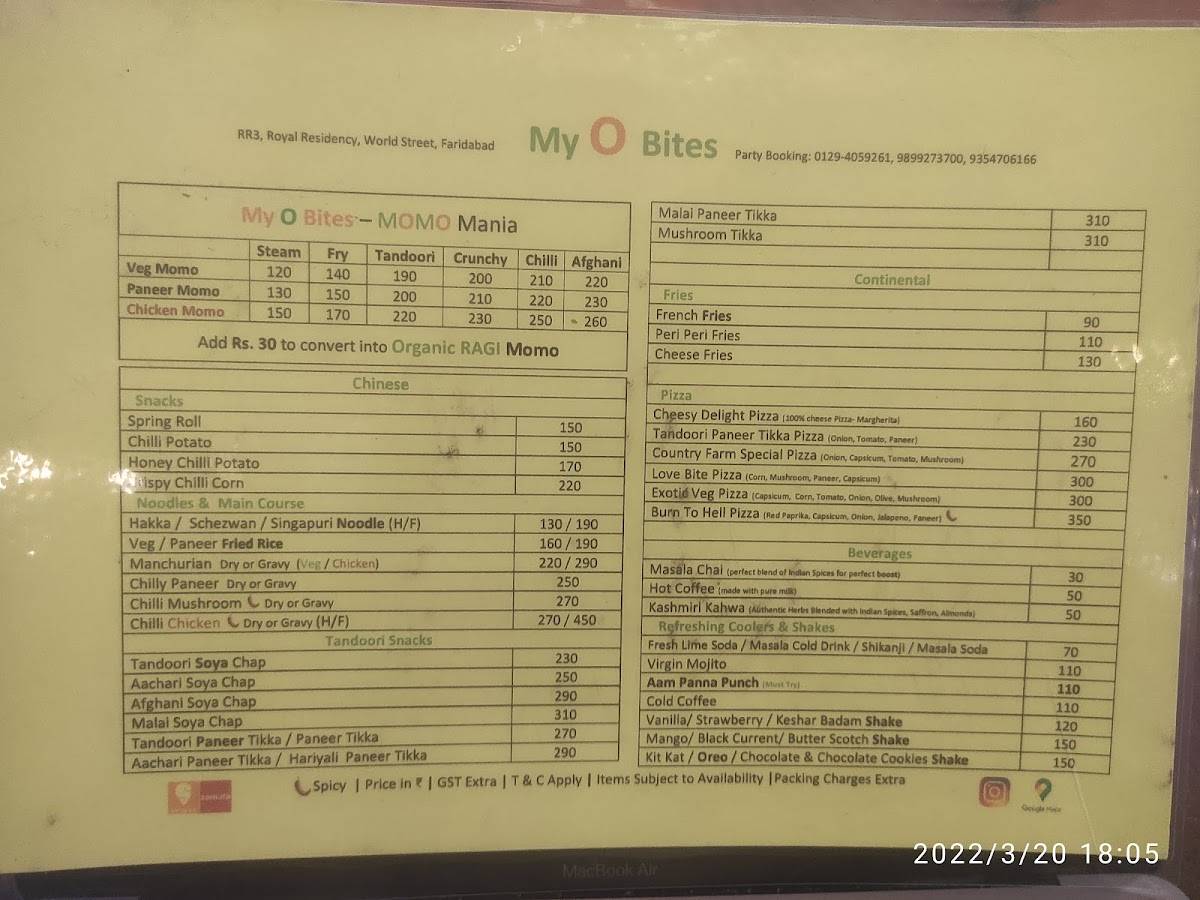 RR3, Royal Residency, World Street, Faridabad
My O Bites
Party Booking: 0129-4059261, 9899273700, 9354706166
My O Bites – MOMO Mania
Steam Fry Tandoori Crunchy Chilli Afghani
Veg Momo 120 140 190 200 210 220
Paneer Momo 130 150 200 210 220 230
Chicken Momo 150 170 220 230 250 260
Add Rs. 30 to convert into Organic RAGI Momo
Chinese
Snacks
Spring Roll 150
Chilli Potato 150
Honey Chilli Potato 170
Crispy Chilli Corn 220
Noodles & Main Course
Hakka / Schezwan / Singapuri Noodle (H/F) 130 / 190
Veg / Paneer Fried Rice 160 / 190
Manchurian Dry or Gravy (Veg / Chicken) 220 / 290
Chilly Paneer Dry or Gravy 250
Chilli Mushroom Dry or Gravy 270
Chilli Chicken Dry or Gravy (H/F) 270 / 450
Tandoori Snacks
Tandoori Soya Chap 230
Aachari Soya Chap 250
Afghani Soya Chap 290
Malai Soya Chap 310
Tandoori Paneer Tikka / Paneer Tikka 270
Aachari Paneer Tikka / Hariyali Paneer Tikka 290
Malai Paneer Tikka 310
Mushroom Tikka 310
Continental
Fries
French Fries 90
Peri Peri Fries 110
Cheese Fries 130
Pizza
Cheesy Delight Pizza (100% cheese Pizza- Margherita) 160
Tandoori Paneer Tikka Pizza (Onion, Tomato, Paneer) 230
Country Farm Special Pizza (Onion, Capsicum, Tomato, Mushroom) 270
Love Bite Pizza (Corn, Mushroom, Paneer, Capsicum) 300
Exotic Veg Pizza (Capsicum, Corn, Tomato, Onion, Olive, Mushroom) 300
Burn To Hell Pizza (Red Paprika, Capsicum, Onion, Jalapeno, Paneer) 350
Beverages
Masala Chai (perfect blend of Indian Spices for perfect boost) 30
Hot Coffee (made with pure milk) 50
Kashmiri Kahwa (Authentic Herbs Blended with Indian Spices, Saffron, Almonds) 50
Refreshing Coolers & Shakes
Fresh Lime Soda / Masala Cold Drink / Shikanji / Masala Soda 70
Virgin Mojito 110
Aam Panna Punch (Must Try) 110
Cold Coffee 110
Vanilla/ Strawberry / Keshar Badam Shake 120
Mango/ Black Current/ Butter Scotch Shake 150
Kit Kat / Oreo / Chocolate & Chocolate Cookies Shake 150
Spicy | Price in ₹ | GST Extra | T & C Apply | Items Subject to Availability |Packing Charges Extra
zomato
Google Maps
MacBook Air
2022/3/20 18:05